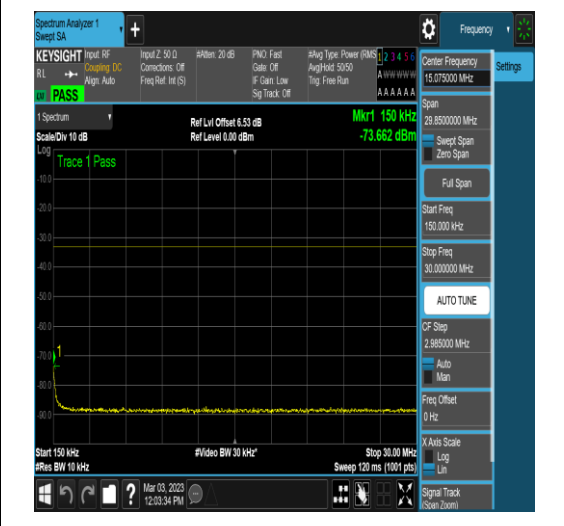 Spectrum Analyzer 1
Swept SA
+
Frequency
KEYSIGHT
RL
PASS
Input: RF
Coupling: DC
Align: Auto
Input Z: 50 Ω
Corrections: Off
Freq Ref: Int (S)
#Atten: 20 dB
PNO: Fast
Gate: Off
IF Gain: Low
Sig Track: Off
#Avg Type: Power (RMS)
Avg|Hold: 50/50
Trig: Free Run
1 2 3 4 5 6
A W W W W W
A A A A A A
1 Spectrum
Scale/Div 10 dB
Ref Lvl Offset 6.53 dB
Ref Level 0.00 dBm
Mkr1 150 kHz
-73.662 dBm
Log
Trace 1 Pass
-10.0
-20.0
-30.0
-40.0
-50.0
-60.0
-70.0
-80.0
-90.0
1
Start 150 kHz
#Res BW 10 kHz
#Video BW 30 kHz*
Stop 30.00 MHz
Sweep 120 ms (1001 pts)
?
Mar 03, 2023
12:03:34 PM
Settings
Center Frequency
15.075000 MHz
Span
29.8500000 MHz
Swept Span
Zero Span
Full Span
Start Freq
150.000 kHz
Stop Freq
30.000000 MHz
AUTO TUNE
CF Step
2.985000 MHz
Auto
Man
Freq Offset
0 Hz
X Axis Scale
Log
Lin
Signal Track
(Span Zoom)